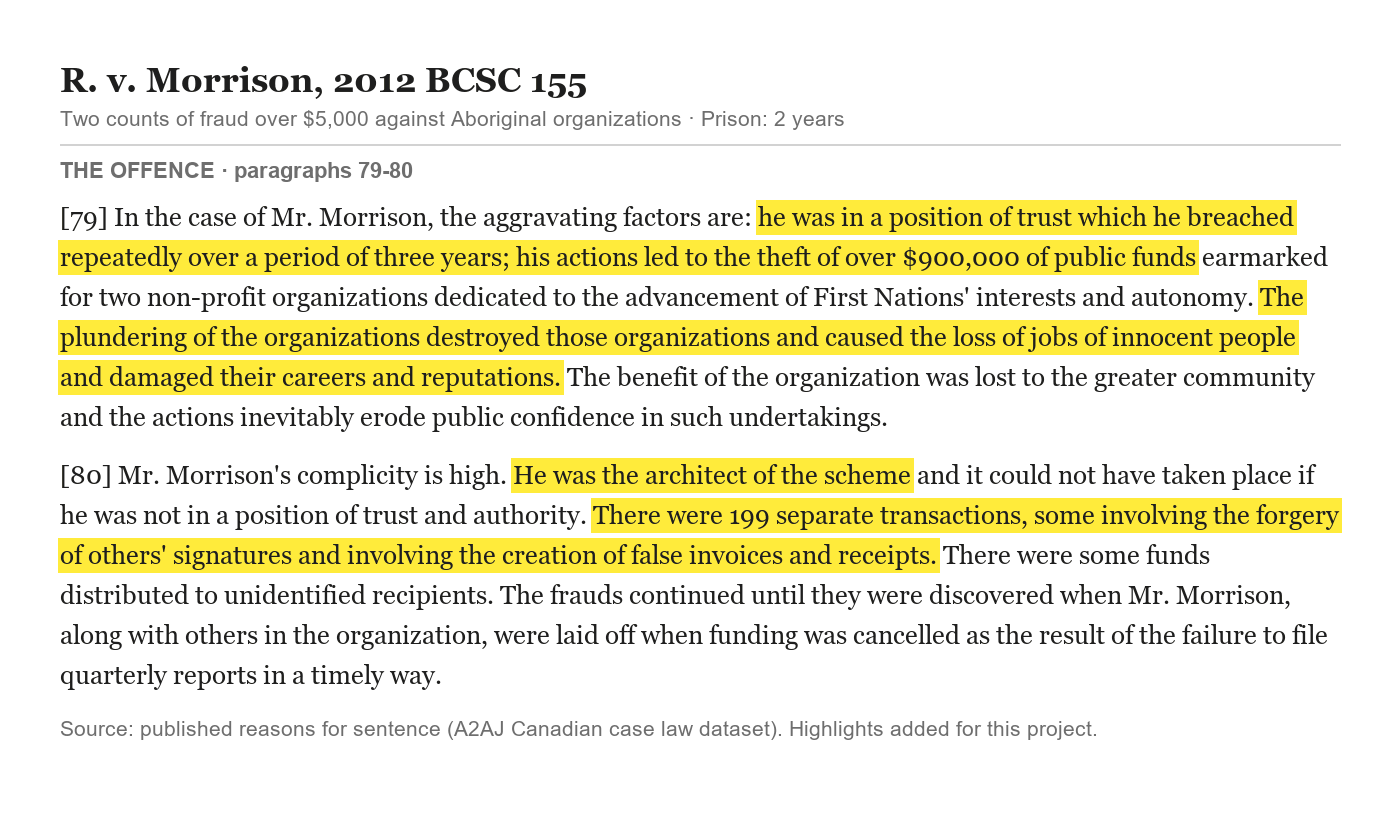 R. v. Morrison, 2012 BCSC 155
Two counts of fraud over $5,000 against Aboriginal organizations · Prison: 2 years
THE OFFENCE · paragraphs 79-80
[79] In the case of Mr. Morrison, the aggravating factors are: he was in a position of trust which he breached
repeatedly over a period of three years; his actions led to the theft of over $900,000 of public funds earmarked
for two non-profit organizations dedicated to the advancement of First Nations' interests and autonomy. The
plundering of the organizations destroyed those organizations and caused the loss of jobs of innocent people
and damaged their careers and reputations. The benefit of the organization was lost to the greater community
and the actions inevitably erode public confidence in such undertakings.
[80] Mr. Morrison's complicity is high. He was the architect of the scheme and it could not have taken place if
he was not in a position of trust and authority. There were 199 separate transactions, some involving the forgery
of others' signatures and involving the creation of false invoices and receipts. There were some funds
distributed to unidentified recipients. The frauds continued until they were discovered when Mr. Morrison,
along with others in the organization, were laid off when funding was cancelled as the result of the failure to file
quarterly reports in a timely way.
Source: published reasons for sentence (A2AJ Canadian case law dataset). Highlights added for this project.